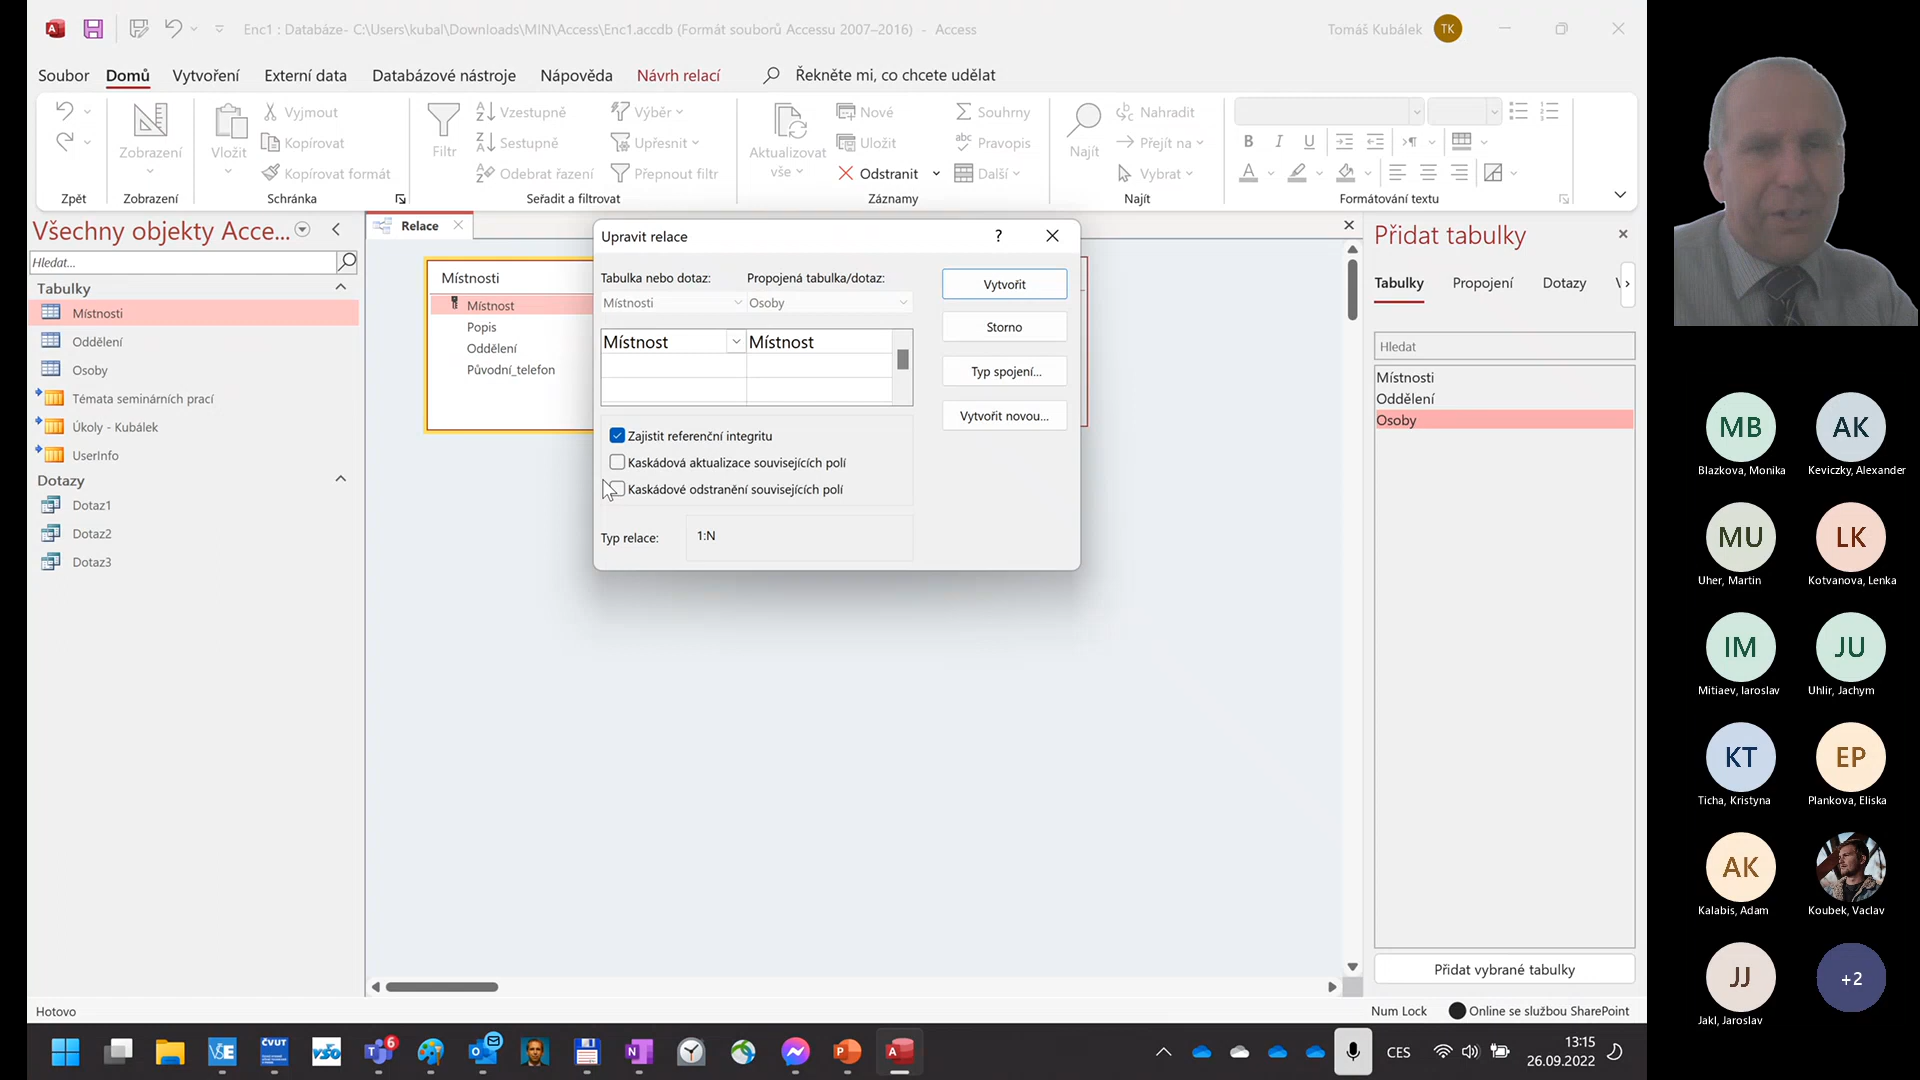 Enc1 : Databáze- C:\Users\kubal\Downloads\MIN\Access\Enc1.accdb (Formát souborů Accessu 2007–2016) - Access
Tomáš Kubálek
TK
Soubor Domů Vytvoření Externí data Databázové nástroje Nápověda Návrh relací Řekněte mi, co chcete udělat
Zobrazení
Vložit
Vyjmout
Kopírovat
Kopírovat formát
Filtr
Vzestupně
Sestupně
Odebrat řazení
Výběr
Upřesnit
Přepnout filtr
Aktualizovat
vše
Nové
Uložit
Odstranit
Souhrny
Pravopis
Další
Najít
Nahradit
Přejít na
Vybrat
B I U
A
Zpět
Zobrazení
Schránka
Seřadit a filtrovat
Záznamy
Najít
Formátování textu
Všechny objekty Acce...
Hledat...
Tabulky
Místnosti
Oddělení
Osoby
Témata seminárních prací
Úkoly - Kubálek
UserInfo
Dotazy
Dotaz1
Dotaz2
Dotaz3
Relace
Místnosti
Místnost
Popis
Oddělení
Původní_telefon
Upravit relace
?
Tabulka nebo dotaz: Propojená tabulka/dotaz:
Místnosti Osoby
Místnost Místnost
Vytvořit
Storno
Typ spojení...
Vytvořit novou...
Zajistit referenční integritu
Kaskádová aktualizace souvisejících polí
Kaskádové odstranění souvisejících polí
Typ relace: 1:N
Přidat tabulky
Tabulky Propojení Dotazy
Hledat
Místnosti
Oddělení
Osoby
Přidat vybrané tabulky
Hotovo
Num Lock
Online se službou SharePoint
VŠE
ČVUT
VŠO
6
CES
13:15
26.09.2022
MB
Blazkova, Monika
AK
Keviczky, Alexander
MU
Uher, Martin
LK
Kotvanova, Lenka
IM
Mitiaev, Iaroslav
JU
Uhlir, Jachym
KT
Ticha, Kristyna
EP
Plankova, Eliska
AK
Kalabis, Adam
Koubek, Vaclav
JJ
Jakl, Jaroslav
+2